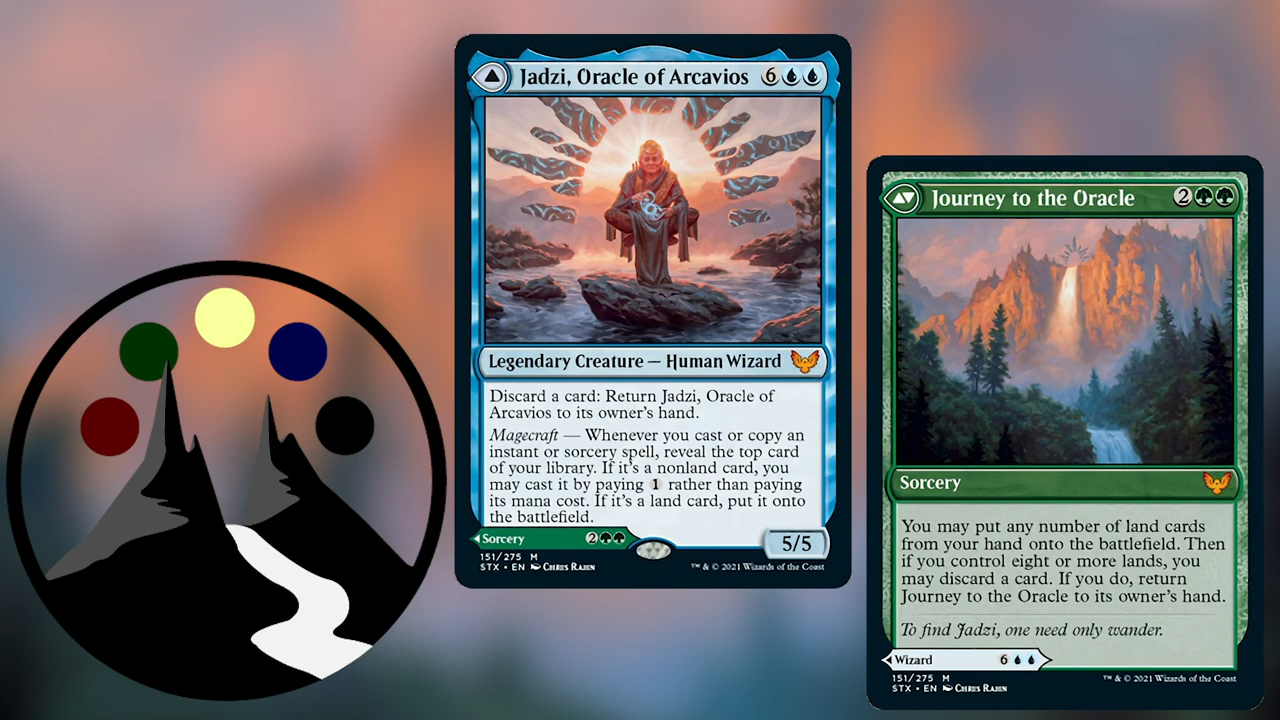 Jadzi, Oracle of Arcavios 6
Legendary Creature — Human Wizard
Discard a card: Return Jadzi, Oracle of
Arcavios to its owner's hand.
Magecraft — Whenever you cast or copy an
instant or sorcery spell, reveal the top card
of your library. If it's a nonland card, you
may cast it by paying 1 rather than paying
its mana cost. If it's a land card, put it onto
the battlefield.
Sorcery 2
5/5
151/275 M
STX • EN Chris Rahn
™ & © 2021 Wizards of the Coast
Journey to the Oracle 2
Sorcery
You may put any number of land cards
from your hand onto the battlefield. Then
if you control eight or more lands, you
may discard a card. If you do, return
Journey to the Oracle to its owner's hand.
To find Jadzi, one need only wander.
Wizard 6
151/275 M
STX • EN Chris Rahn
™ & © 2021 Wizards of the Coast